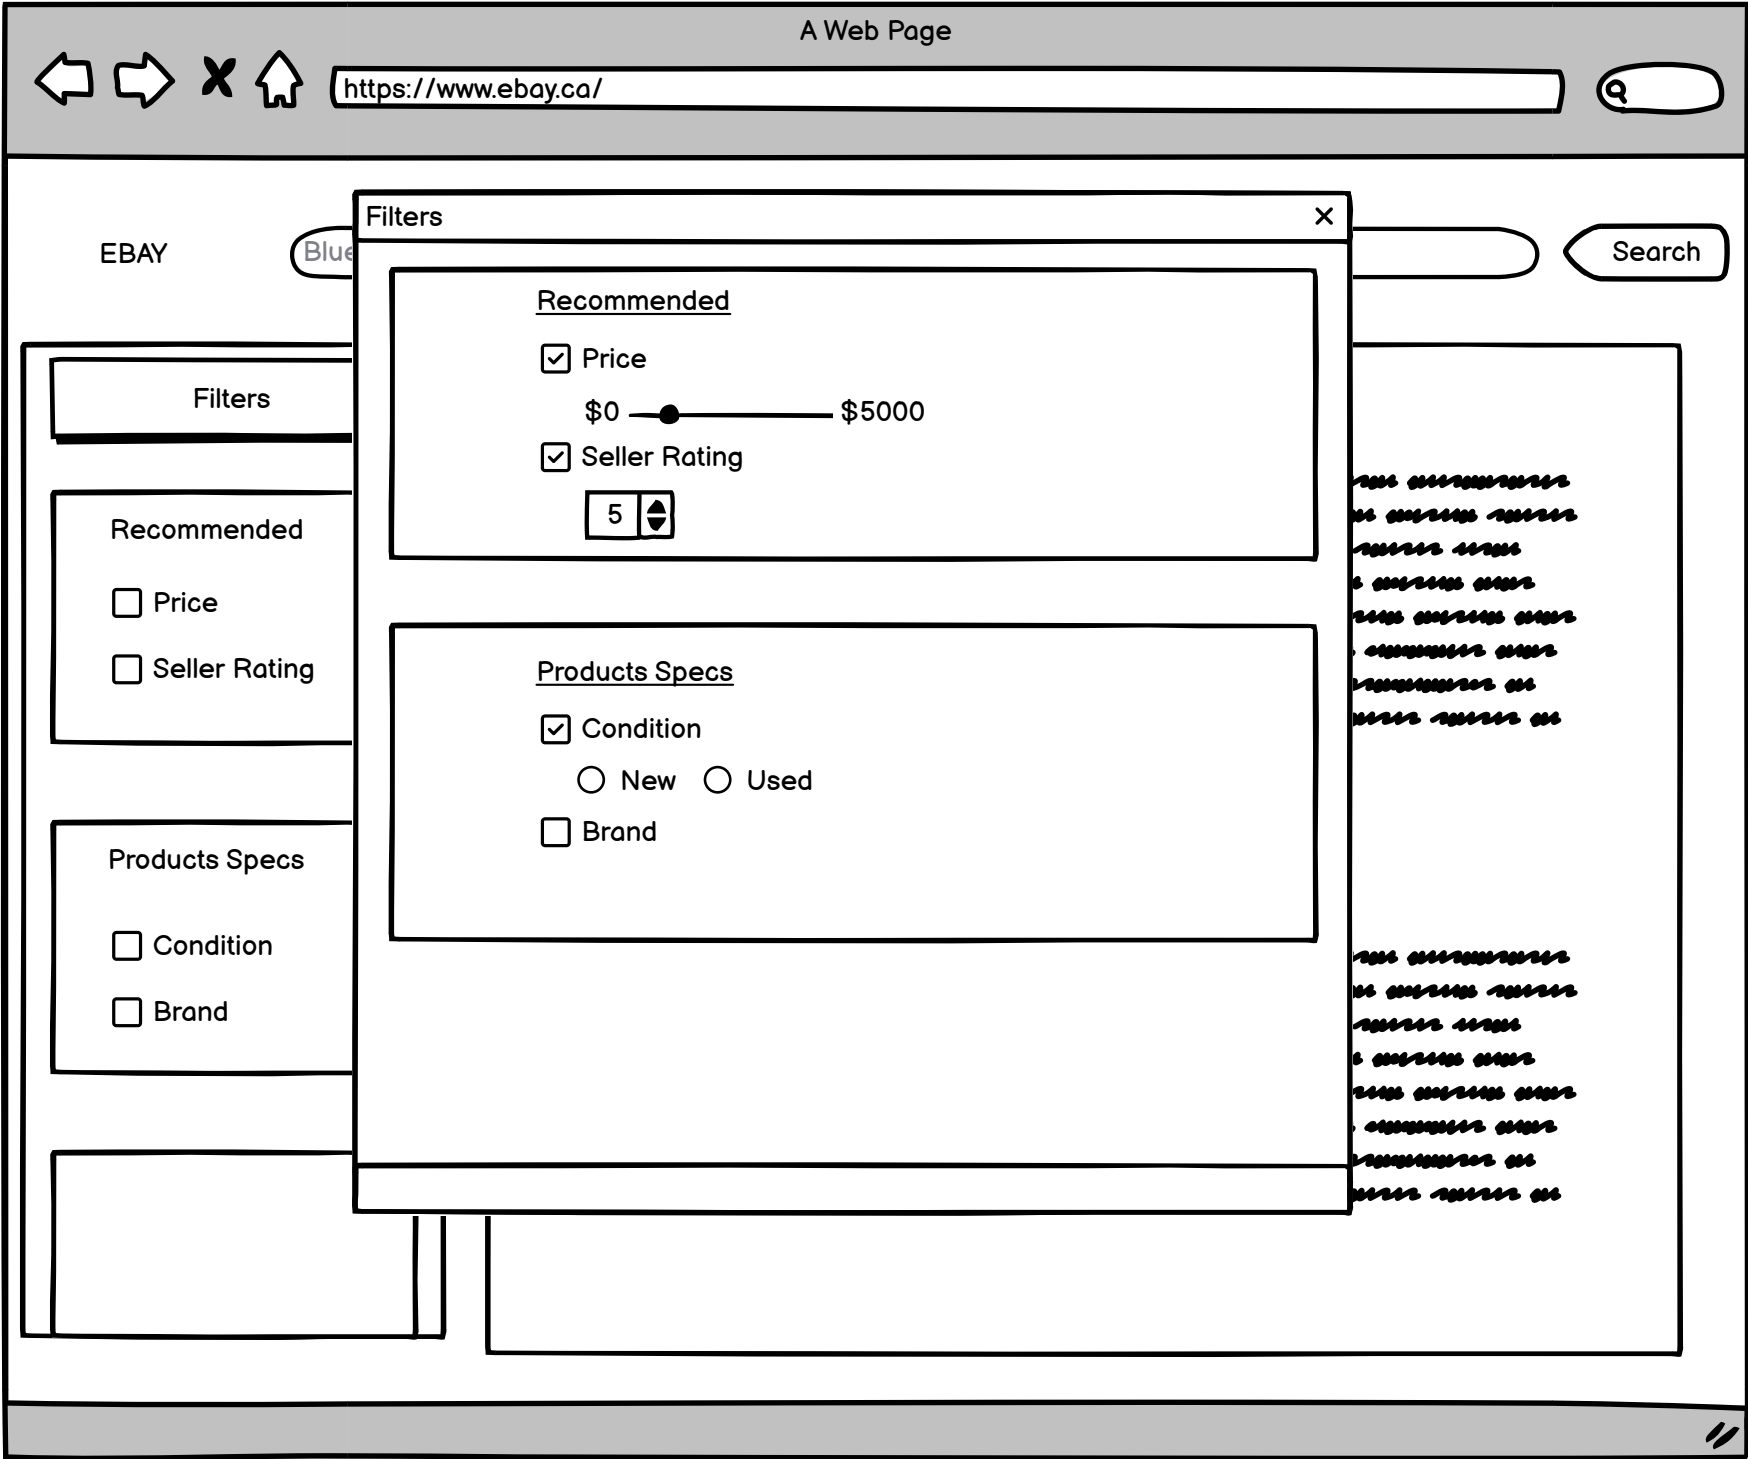 A Web Page
https://www.ebay.ca/
EBAY
Blue
Search
Filters
Recommended
Price
Seller Rating
Products Specs
Condition
Brand
Filters
Recommended
Price
$0 $5000
Seller Rating
5
Products Specs
Condition
New Used
Brand